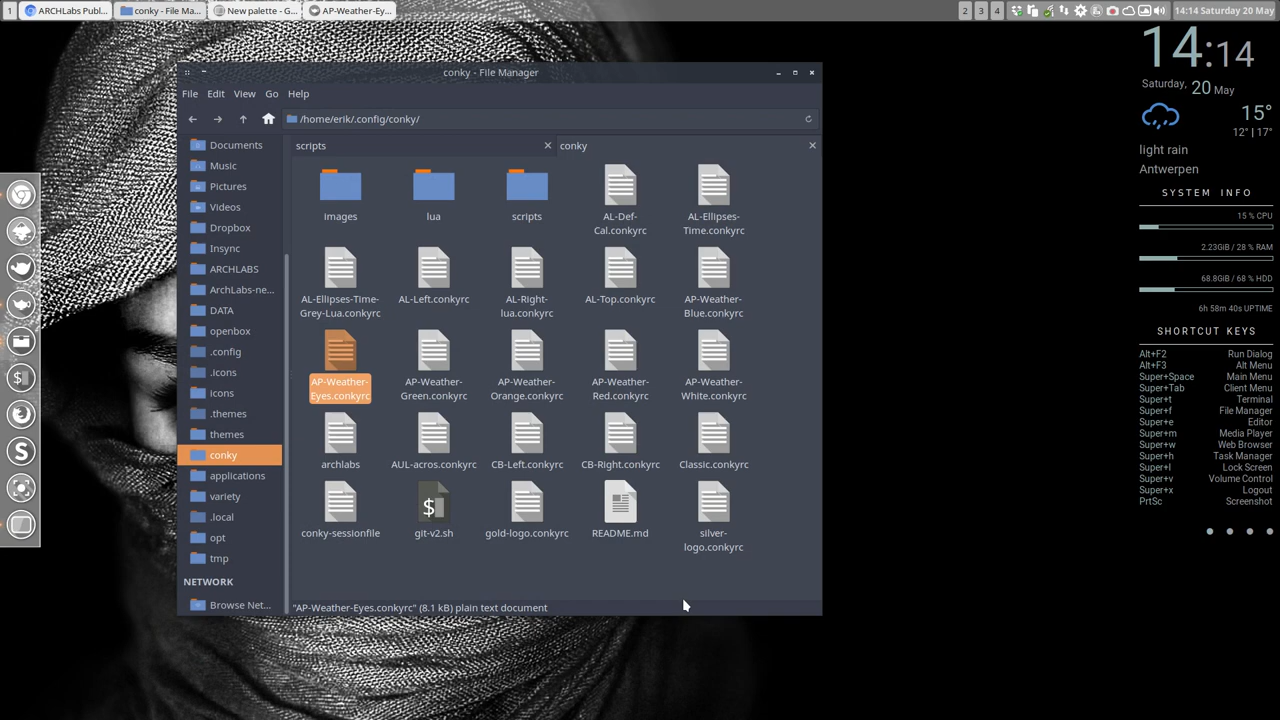 1
ARCHLabs Publ...
conky - File Ma...
New palette - G...
AP-Weather-Ey...
2
3
4
14:14 Saturday 20 May
conky - File Manager
File Edit View Go Help
/home/erik/.config/conky/
scripts
conky
Documents
Music
Pictures
Videos
Dropbox
Insync
ARCHLABS
ArchLabs-ne...
DATA
openbox
.config
.icons
icons
.themes
themes
conky
applications
variety
.local
opt
tmp
NETWORK
Browse Net...
images
lua
scripts
AL-Def-
Cal.conkyrc
AL-Ellipses-
Time.conkyrc
AL-Ellipses-Time-
Grey-Lua.conkyrc
AL-Left.conkyrc
AL-Right-
lua.conkyrc
AL-Top.conkyrc
AP-Weather-
Blue.conkyrc
AP-Weather-
Eyes.conkyrc
AP-Weather-
Green.conkyrc
AP-Weather-
Orange.conkyrc
AP-Weather-
Red.conkyrc
AP-Weather-
White.conkyrc
archlabs
AUL-acros.conkyrc
CB-Left.conkyrc
CB-Right.conkyrc
Classic.conkyrc
conky-sessionfile
$
git-v2.sh
gold-logo.conkyrc
README.md
silver-
logo.conkyrc
"AP-Weather-Eyes.conkyrc" (8.1 kB) plain text document
$
S
14:14
Saturday, 20 May
15°
12° | 17°
light rain
Antwerpen
SYSTEM INFO
15 % CPU
2.23GiB / 28 % RAM
68.8GiB / 68 % HDD
6h 58m 40s UPTIME
SHORTCUT KEYS
Alt+F2 Run Dialog
Alt+F3 Alt Menu
Super+Space Main Menu
Super+Tab Client Menu
Super+t Terminal
Super+f File Manager
Super+e Editor
Super+m Media Player
Super+w Web Browser
Super+h Task Manager
Super+l Lock Screen
Super+v Volume Control
Super+x Logout
PrtSc Screenshot